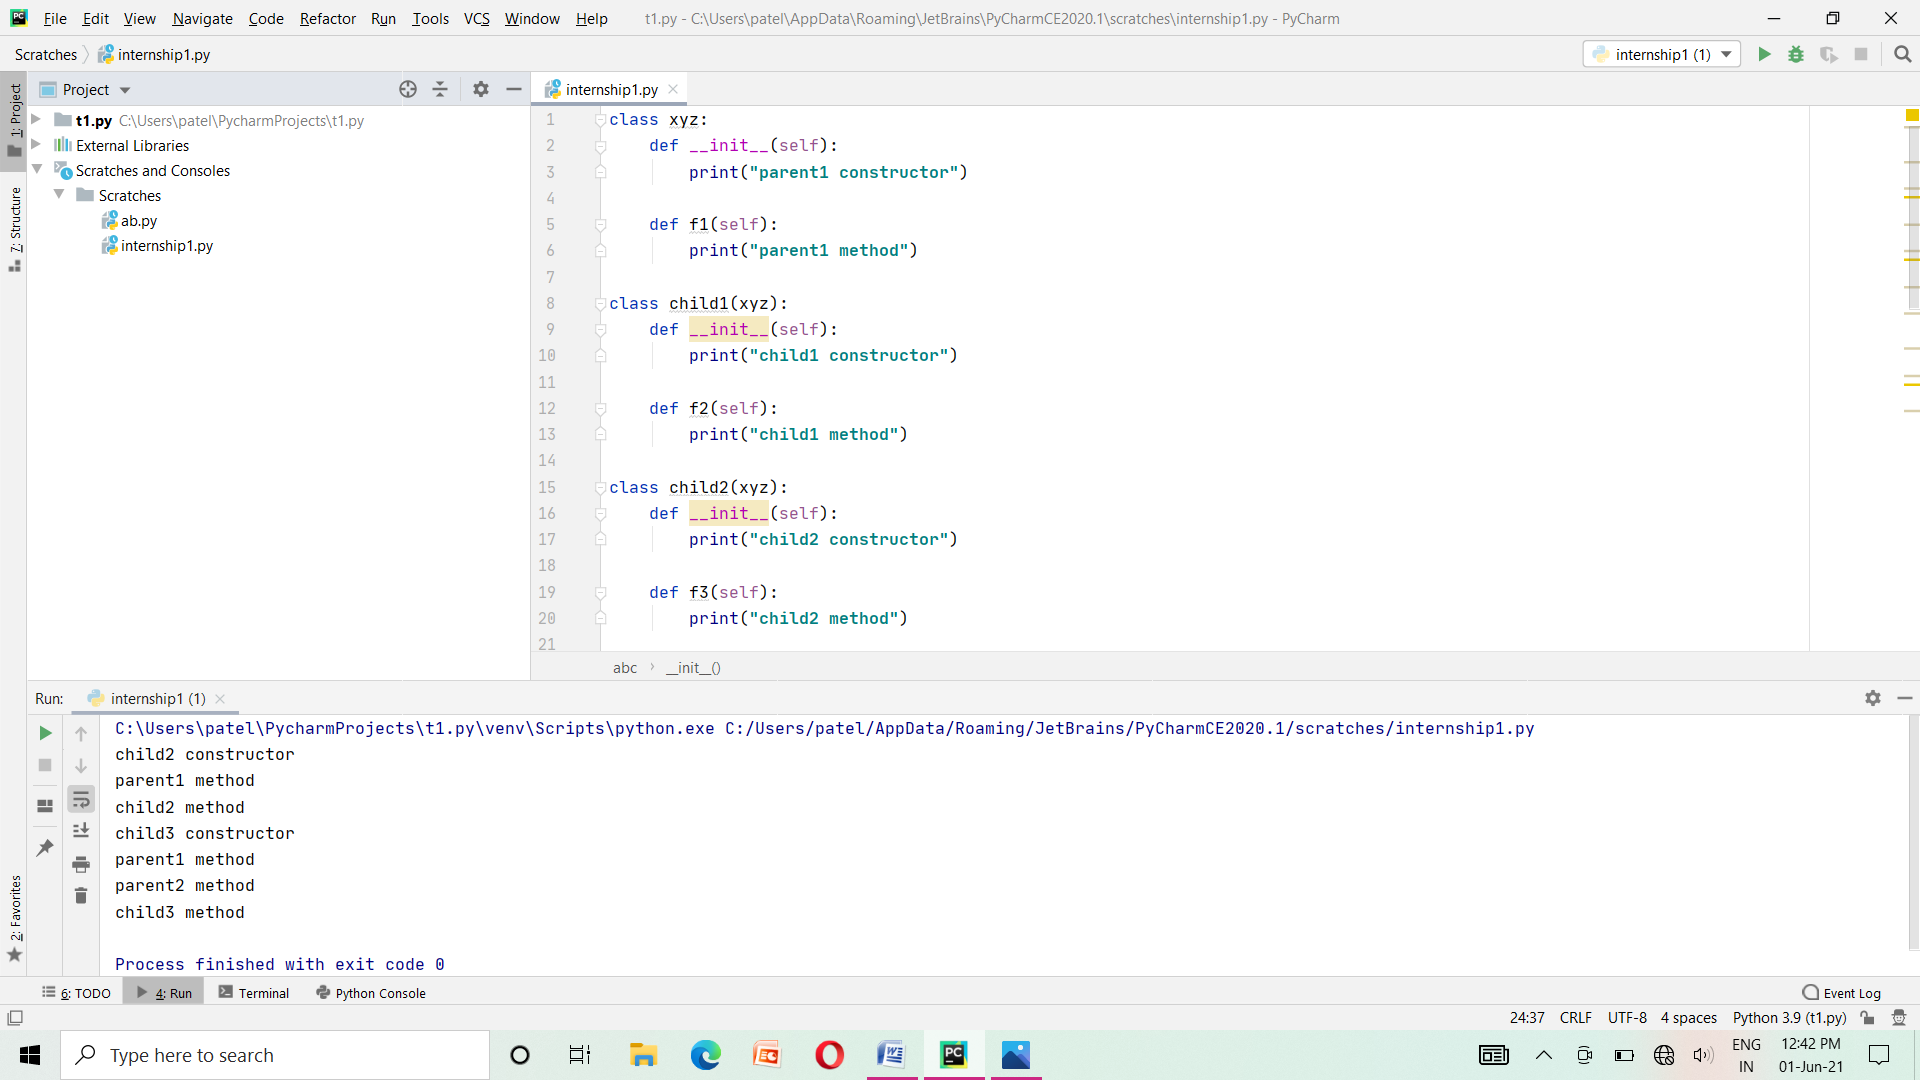 File Edit View Navigate Code Refactor Run Tools VCS Window Help t1.py - C:\Users\patel\AppData\Roaming\JetBrains\PyCharmCE2020.1\scratches\internship1.py - PyCharm
Scratches internship1.py internship1 (1)
1: Project
7: Structure
2: Favorites
Project
t1.py C:\Users\patel\PycharmProjects\t1.py
External Libraries
Scratches and Consoles
Scratches
ab.py
internship1.py
internship1.py
1 class xyz:
2     def __init__(self):
3         print("parent1 constructor")
4
5     def f1(self):
6         print("parent1 method")
7
8 class child1(xyz):
9     def __init__(self):
10         print("child1 constructor")
11
12     def f2(self):
13         print("child1 method")
14
15 class child2(xyz):
16     def __init__(self):
17         print("child2 constructor")
18
19     def f3(self):
20         print("child2 method")
21
abc › __init__()
Run: internship1 (1)
C:\Users\patel\PycharmProjects\t1.py\venv\Scripts\python.exe C:/Users/patel/AppData/Roaming/JetBrains/PyCharmCE2020.1/scratches/internship1.py
child2 constructor
parent1 method
child2 method
child3 constructor
parent1 method
parent2 method
child3 method
Process finished with exit code 0
6: TODO 4: Run Terminal Python Console Event Log
24:37 CRLF UTF-8 4 spaces Python 3.9 (t1.py)
Type here to search
ENG
IN
12:42 PM
01-Jun-21